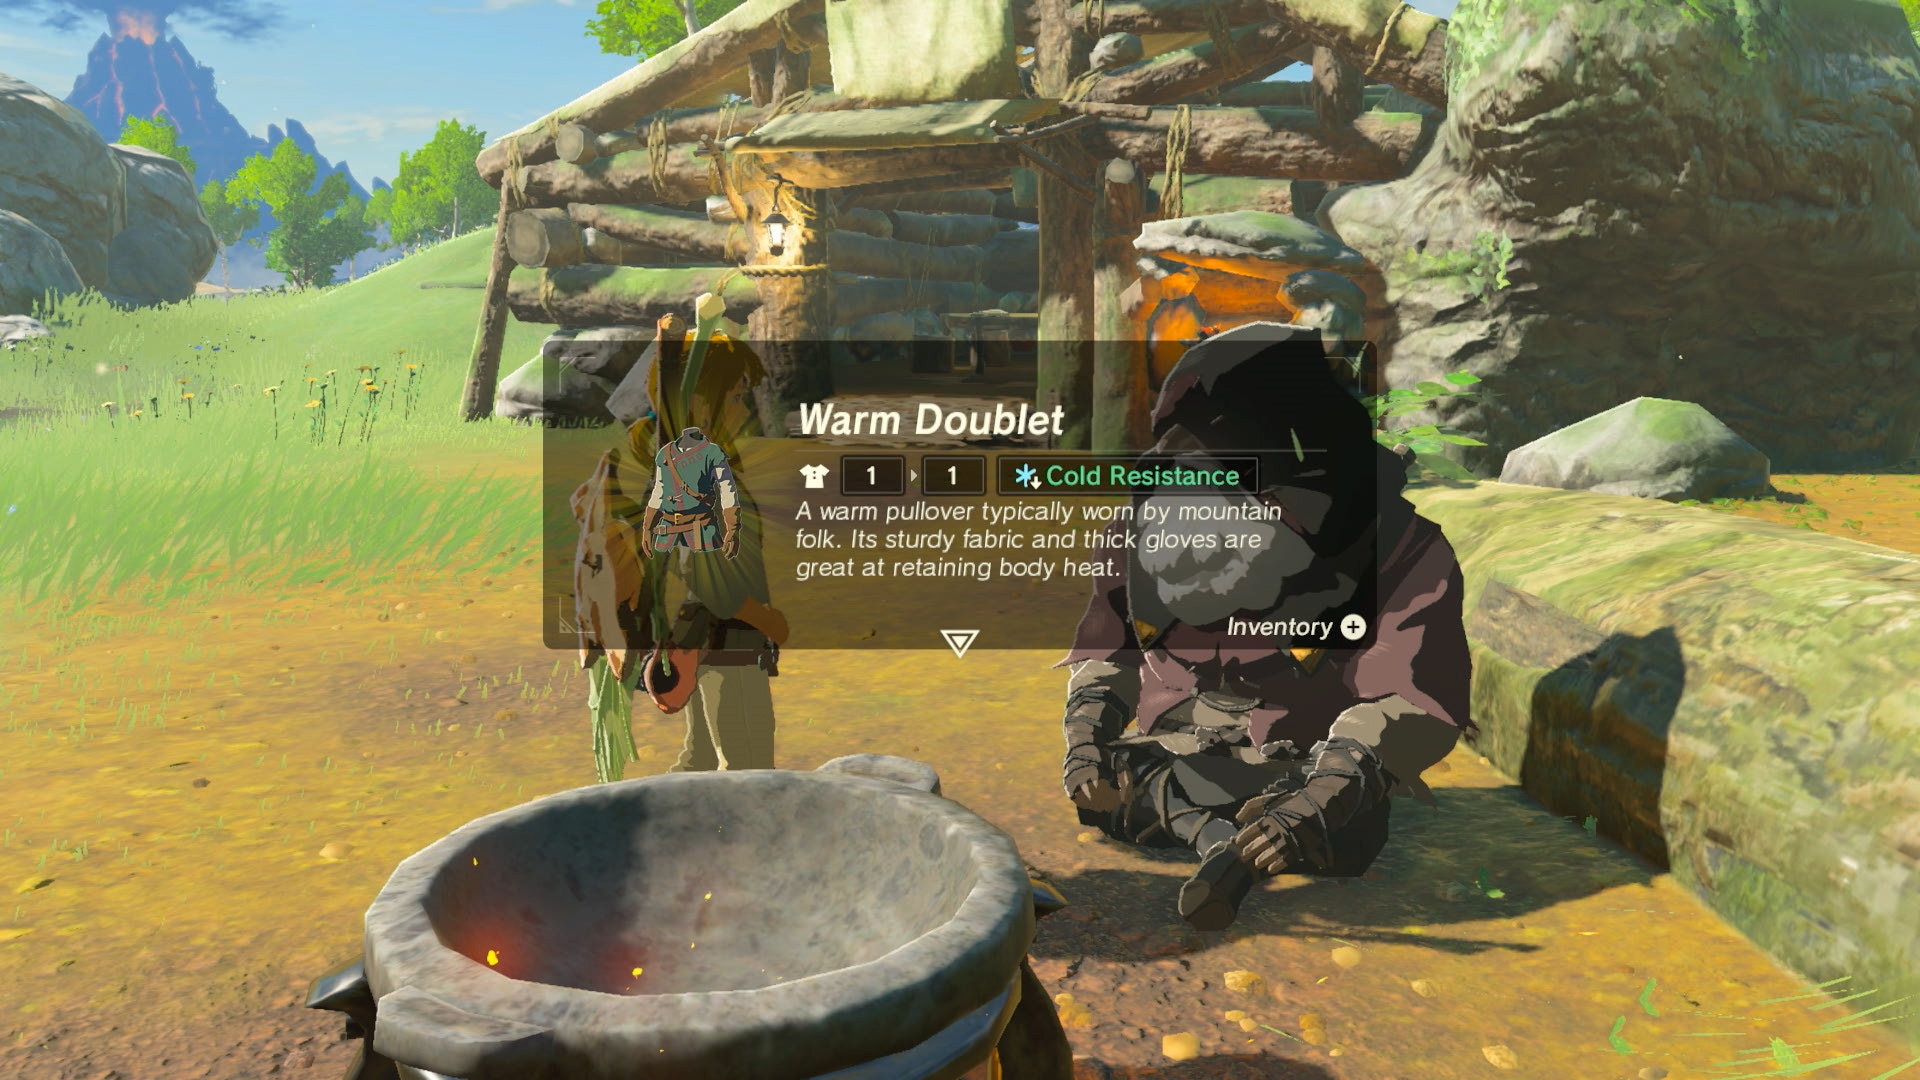 Warm Doublet
1 1 Cold Resistance
A warm pullover typically worn by mountain
folk. Its sturdy fabric and thick gloves are
great at retaining body heat.
Inventory +